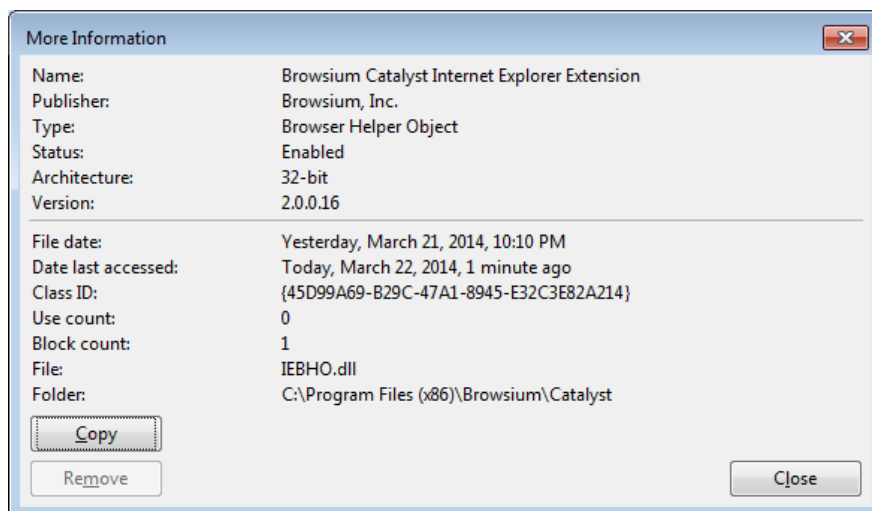 More Information
Name: Browsium Catalyst Internet Explorer Extension
Publisher: Browsium, Inc.
Type: Browser Helper Object
Status: Enabled
Architecture: 32-bit
Version: 2.0.0.16
File date: Yesterday, March 21, 2014, 10:10 PM
Date last accessed: Today, March 22, 2014, 1 minute ago
Class ID: {45D99A69-B29C-47A1-8945-E32C3E82A214}
Use count: 0
Block count: 1
File: IEBHO.dll
Folder: C:\Program Files (x86)\Browsium\Catalyst
Copy
Remove Close